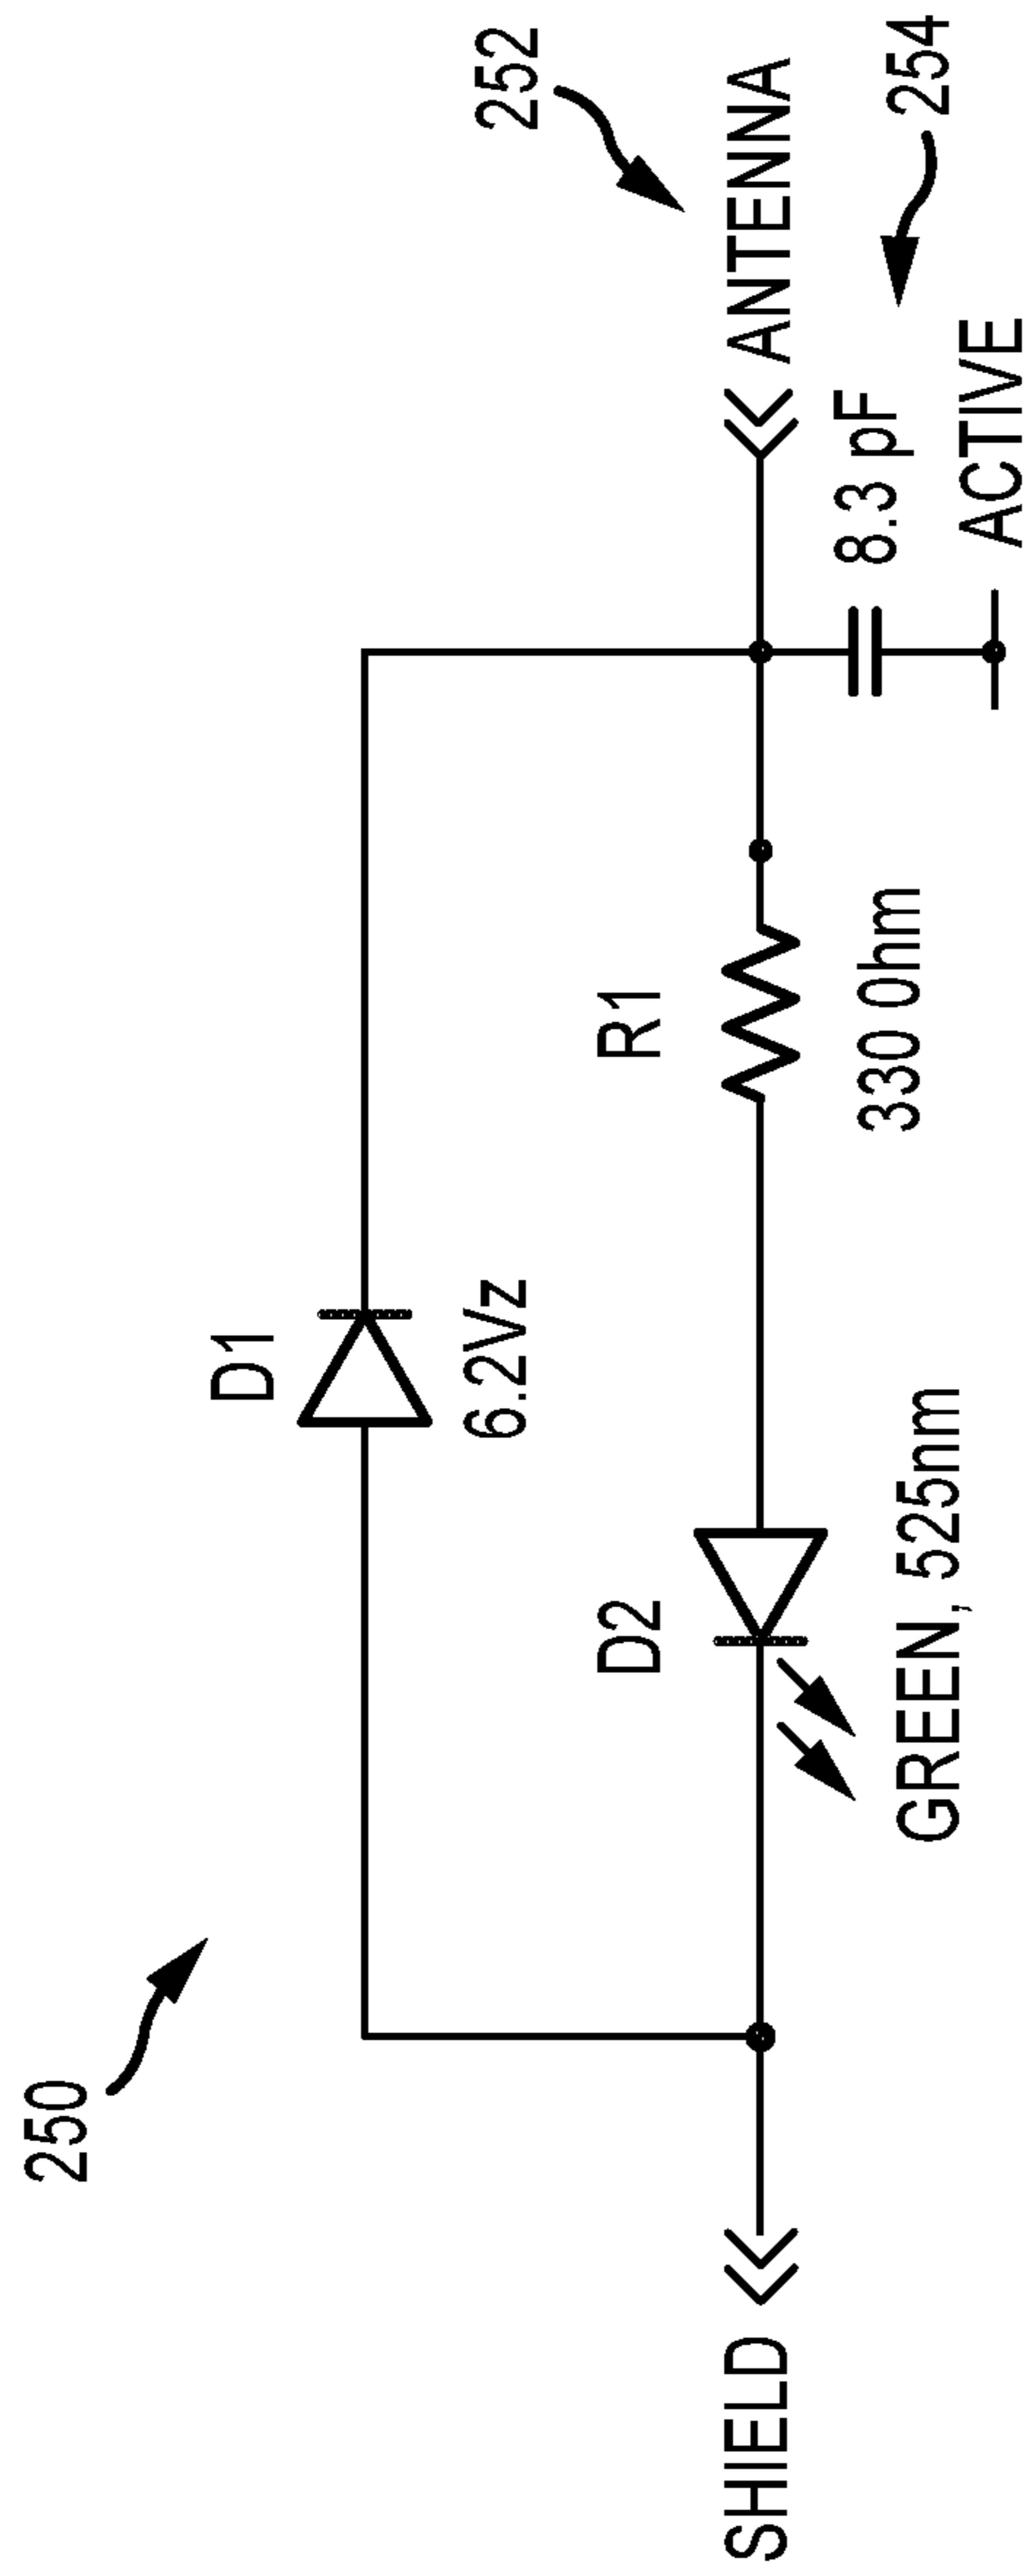 250
D1
6.2Vz
252
SHIELD
D2
R1
ANTENNA
GREEN, 525nm
330 Ohm
8.3 pF
254
ACTIVE